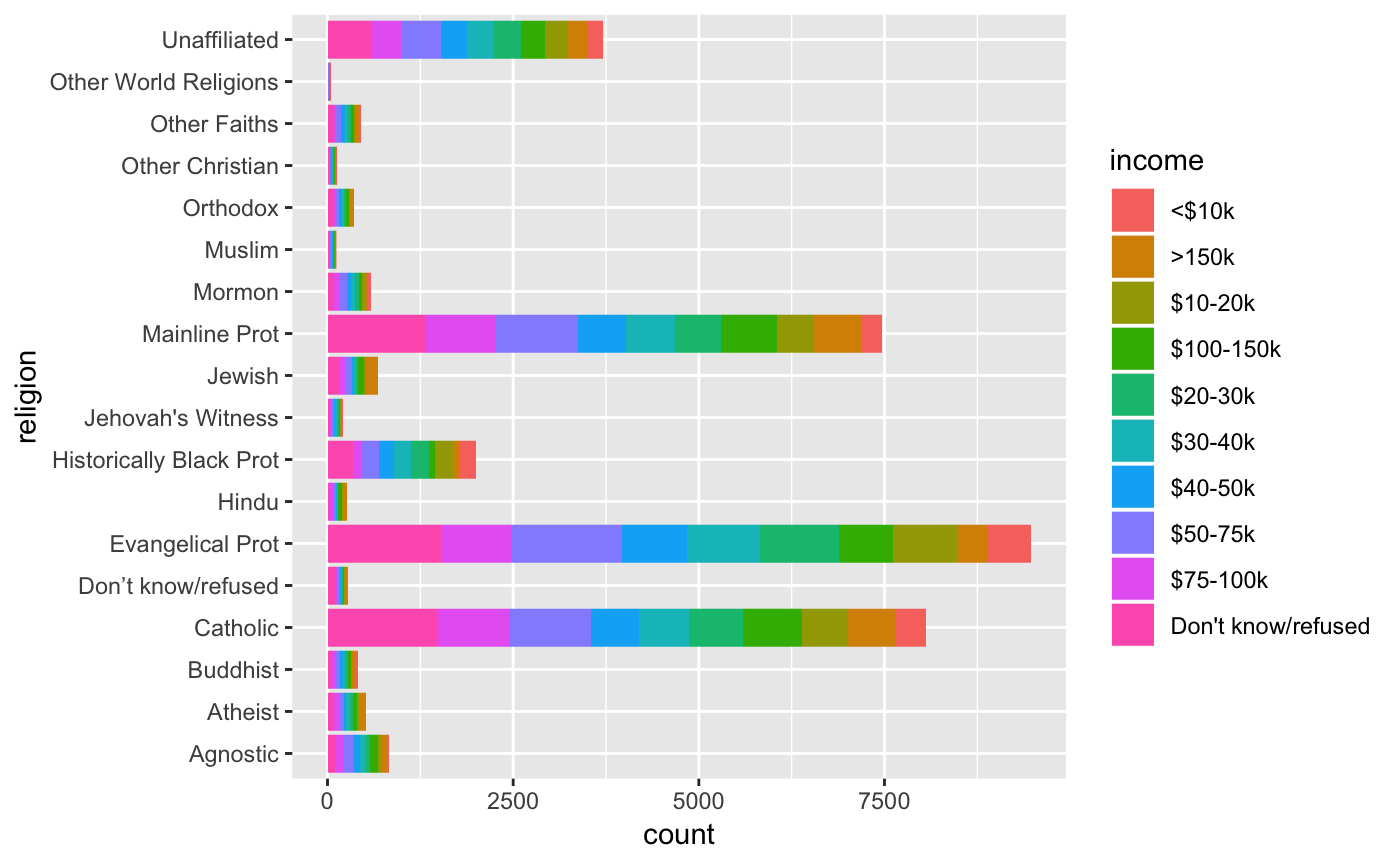 Unaffiliated
Other World Religions
Other Faiths
Other Christian
Orthodox
Muslim
Mormon
Mainline Prot
Jewish
Jehovah's Witness
Historically Black Prot
Hindu
Evangelical Prot
Don’t know/refused
Catholic
Buddhist
Atheist
Agnostic
religion
0 2500 5000 7500
count
income
<$10k
>150k
$10-20k
$100-150k
$20-30k
$30-40k
$40-50k
$50-75k
$75-100k
Don't know/refused